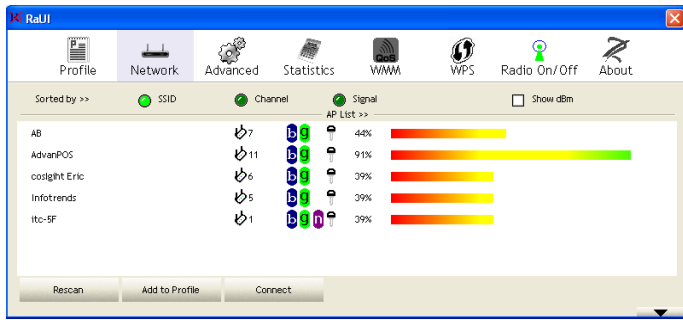 RaUI
Profile Network Advanced Statistics QoS WMM WPS Radio On/Off About
Sorted by >> SSID Channel Signal Show dBm
AP List >>
AB 7 b g 44%
AdvanPOS 11 b g 91%
coslgiht Eric 6 b g 39%
Infotrends 5 b g 39%
itc-5F 1 b g n 39%
Rescan Add to Profile Connect